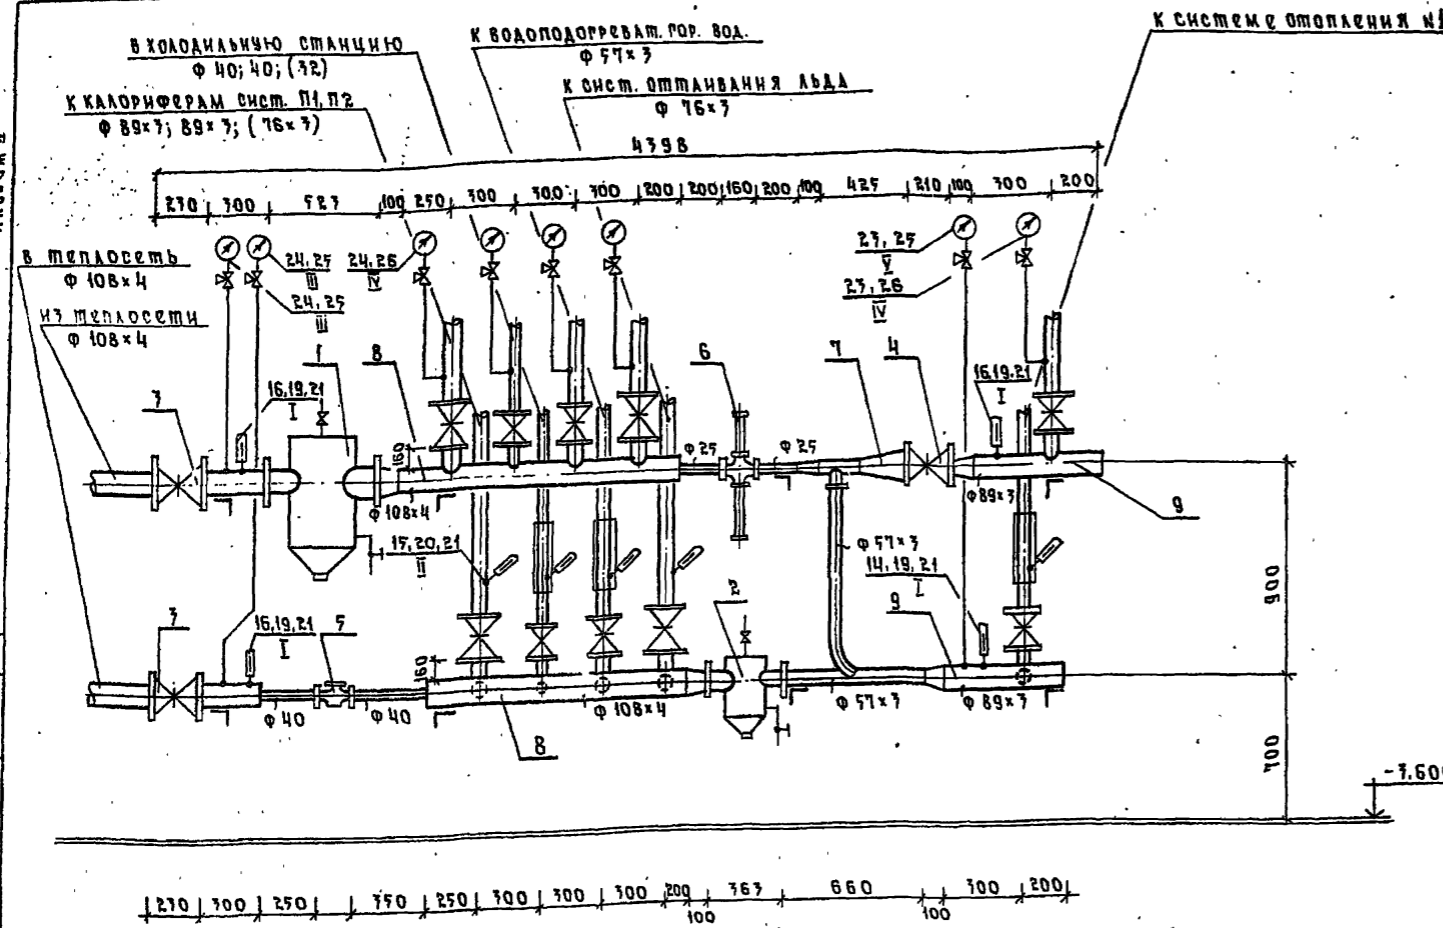 В ХОЛОДИЛЬНУЮ СТАНЦИЮ
Ф 40; 40; (32)
К КАЛОРИФЕРАМ СИСТ. П1, П2
Ф 89×3; 89×3; (76×3)
К ВОДОПОДОГРЕВАТ. ГОР. ВОД.
Ф 57×3
К СИСТ. ОТТАИВАНИЯ ЛЬДА
Ф 76×3
К СИСТЕМЕ ОТОПЛЕНИЯ №1
4398
230 300 523 100 250 300 300 300 200 200 160 200 100 425 210 100 300 200
В ТЕПЛОСЕТЬ
Ф 108×4
ИЗ ТЕПЛОСЕТИ
Ф 108×4
24, 25
III
24, 26
IV
24, 25
III
23, 25
V
23, 26
IV
1
8
6
7
4
3
16, 19, 21
I
16, 19, 21
I
160
Ф 25
Ф 25
Ф 108×4
Ф 89×3
9
15, 20, 21
II
Ф 57×3
14, 19, 21
I
900
3
16, 19, 21
I
5
2
9
160
Ф 40
Ф 40
Ф 108×4
Ф 57×3
Ф 89×3
8
700
-3.60
230 300 250 350 250 300 300 300 200 100 363 660 100 300 200